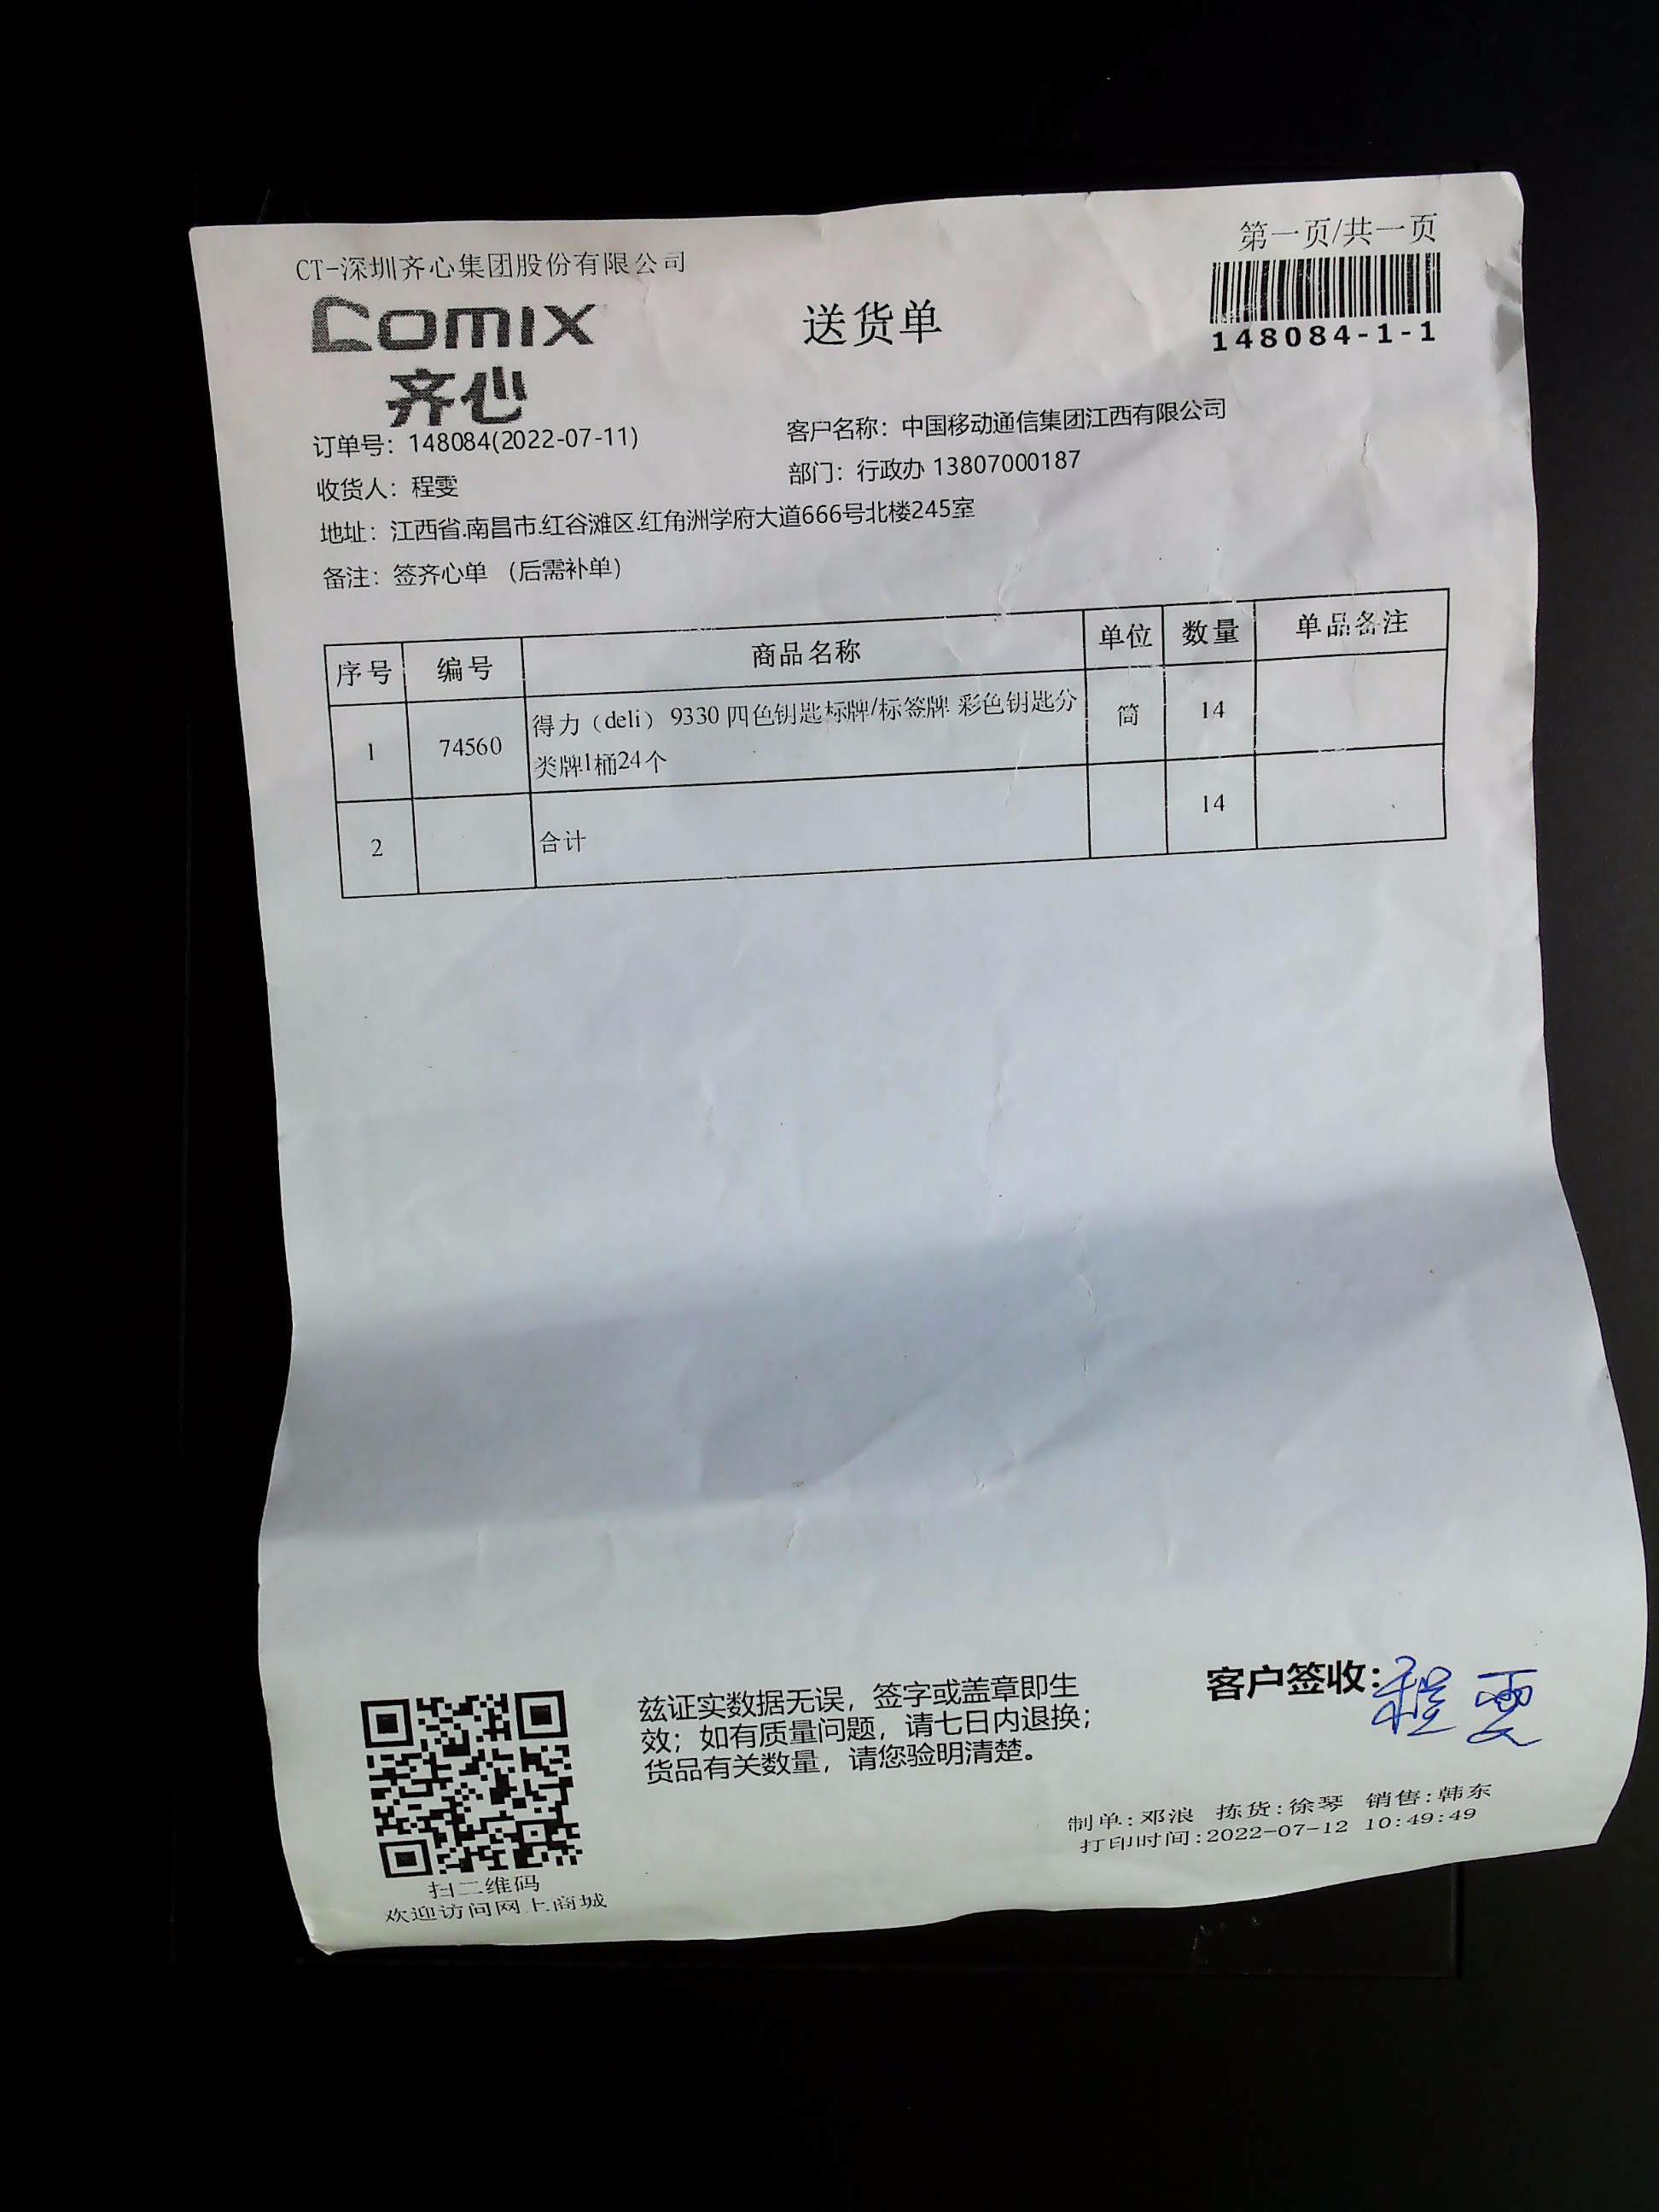 第一页/共一页
CT-深圳齐心集团股份有限公司
comix
齐心
送货单
148084-1-1
订单号：148084(2022-07-11)
客户名称：中国移动通信集团江西有限公司
收货人：程雯
部门：行政办 13807000187
地址：江西省.南昌市.红谷滩区.红角洲学府大道666号北楼245室
备注：签齐心单 （后需补单）
序号 编号 商品名称 单位 数量 单品备注
1 74560 得力（deli） 9330 四色钥匙标牌/标签牌 彩色钥匙分 筒 14
类牌1桶24个
2 合计 14
兹证实数据无误，签字或盖章即生
效；如有质量问题，请七日内退换；
货品有关数量，请您验明清楚。
客户签收：程雯
制单:邓浪 拣货:徐琴 销售:韩东
打印时间:2022-07-12 10:49:49
扫二维码
欢迎访问网上商城